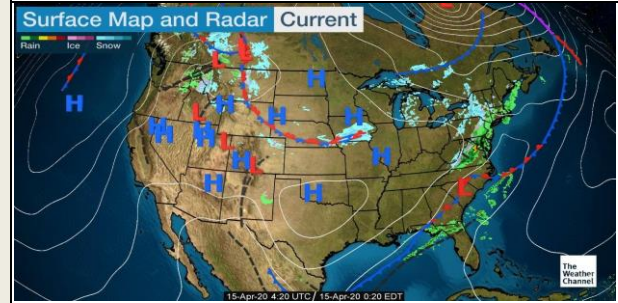 Surface Map and Radar Current
Rain Ice Snow
L L
H H
H H H
L
H H H H
L H
H L
H H
L
The
Weather
Channel
15-Apr-20 4:20 UTC / 15-Apr-20 0:20 EDT